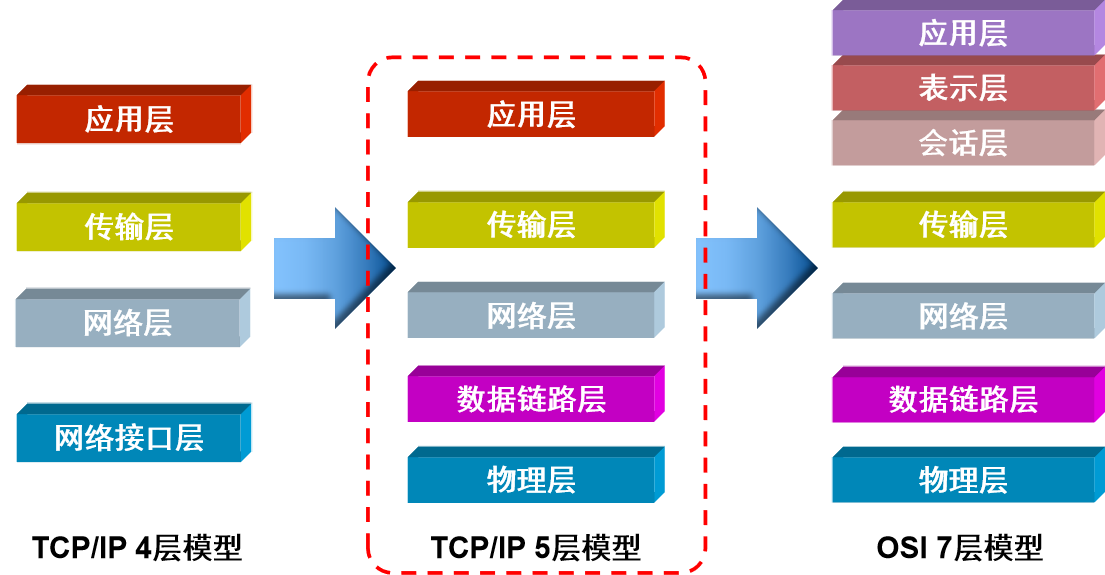 应用层
传输层
网络层
网络接口层
TCP/IP 4层模型
应用层
传输层
网络层
数据链路层
物理层
TCP/IP 5层模型
应用层
表示层
会话层
传输层
网络层
数据链路层
物理层
OSI 7层模型